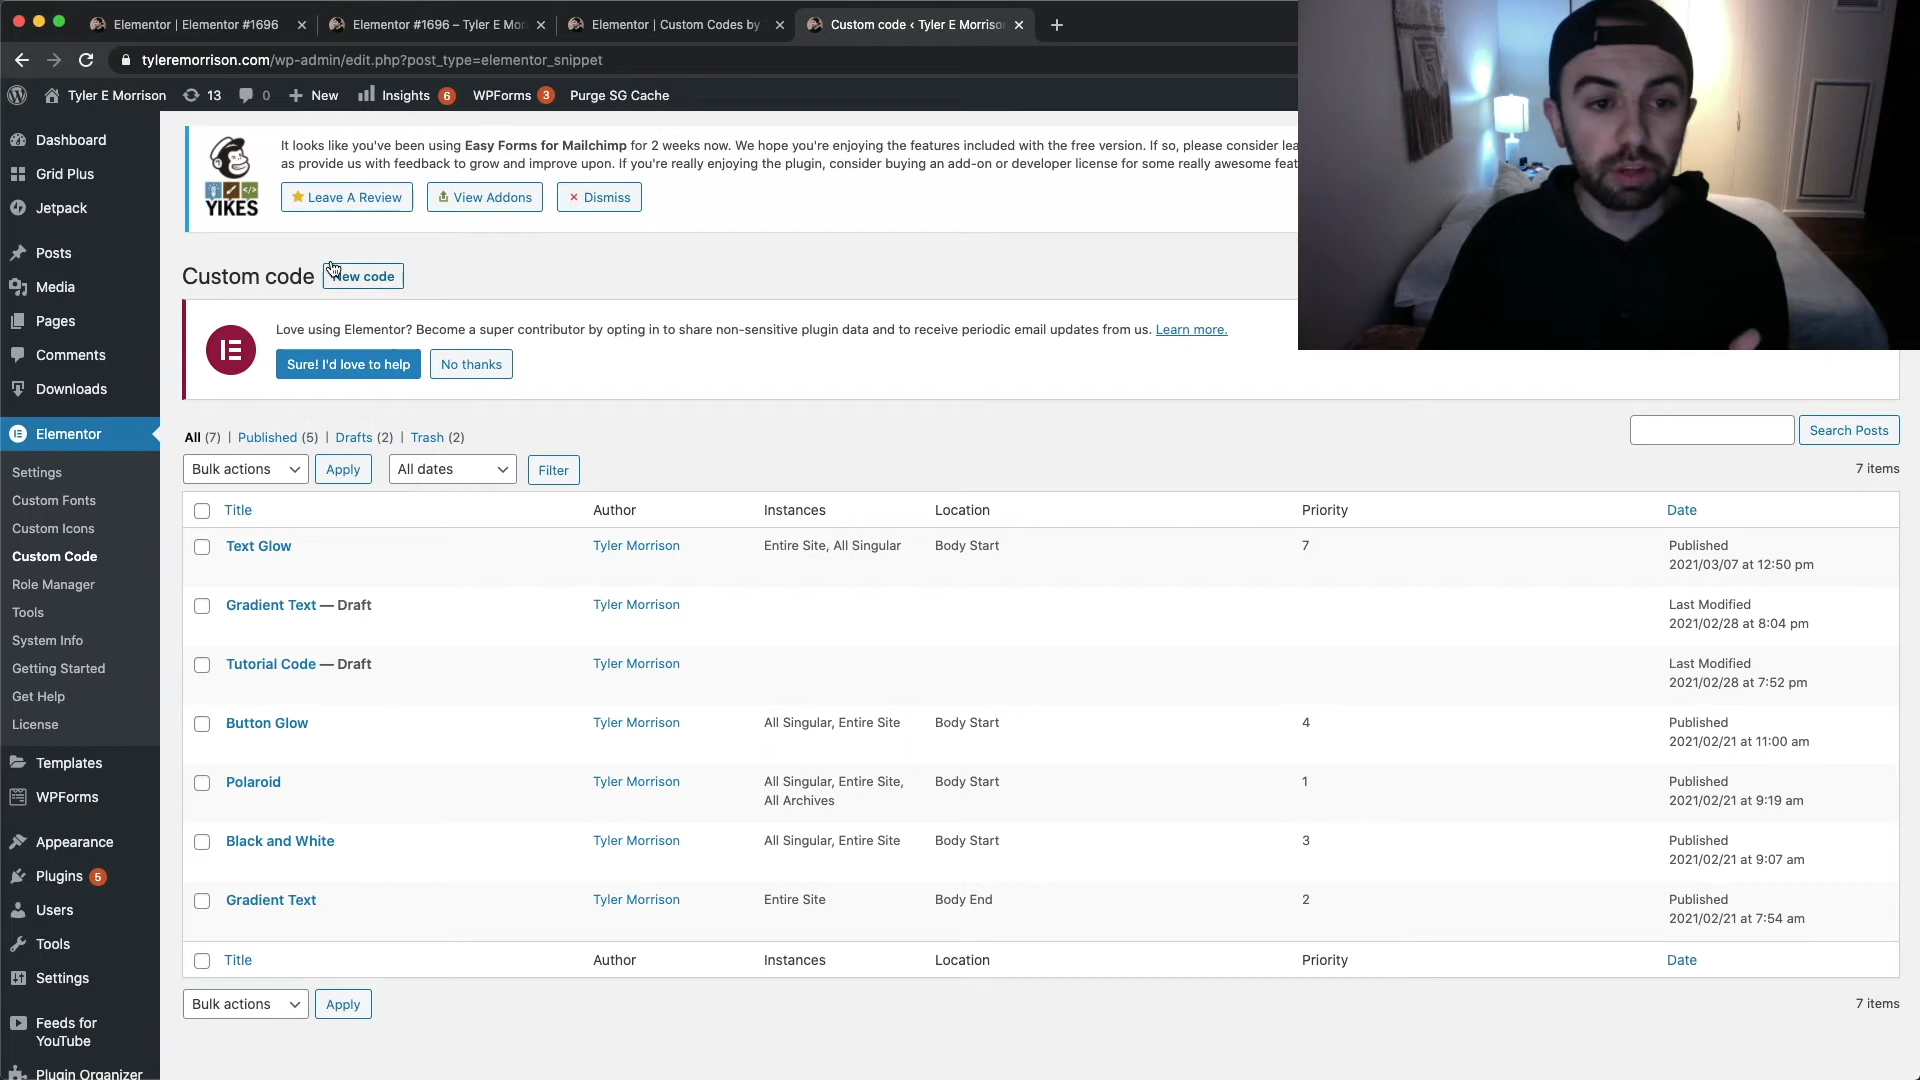 Elementor | Elementor #1696
Elementor #1696 – Tyler E Mor
Elementor | Custom Codes by
Custom code ‹ Tyler E Morrison
tyleremorrison.com/wp-admin/edit.php?post_type=elementor_snippet
Tyler E Morrison 13 0 New Insights 6 WPForms 3 Purge SG Cache
Dashboard
Grid Plus
Jetpack
Posts
Media
Pages
Comments
Downloads
Elementor
Settings
Custom Fonts
Custom Icons
Custom Code
Role Manager
Tools
System Info
Getting Started
Get Help
License
Templates
WPForms
Appearance
Plugins 5
Users
Tools
Settings
Feeds for
YouTube
Plugin Organizer
YIKES
It looks like you've been using Easy Forms for Mailchimp for 2 weeks now. We hope you're enjoying the features included with the free version. If so, please consider lea
as provide us with feedback to grow and improve upon. If you're really enjoying the plugin, consider buying an add-on or developer license for some really awesome feat
Leave A Review View Addons Dismiss
Custom code New code
Love using Elementor? Become a super contributor by opting in to share non-sensitive plugin data and to receive periodic email updates from us. Learn more.
Sure! I'd love to help No thanks
All (7) | Published (5) | Drafts (2) | Trash (2)
Search Posts
Bulk actions Apply All dates Filter
7 items
Title Author Instances Location Priority Date
Text Glow Tyler Morrison Entire Site, All Singular Body Start 7 Published
2021/03/07 at 12:50 pm
Gradient Text — Draft Tyler Morrison Last Modified
2021/02/28 at 8:04 pm
Tutorial Code — Draft Tyler Morrison Last Modified
2021/02/28 at 7:52 pm
Button Glow Tyler Morrison All Singular, Entire Site Body Start 4 Published
2021/02/21 at 11:00 am
Polaroid Tyler Morrison All Singular, Entire Site, Body Start 1 Published
All Archives 2021/02/21 at 9:19 am
Black and White Tyler Morrison All Singular, Entire Site Body Start 3 Published
2021/02/21 at 9:07 am
Gradient Text Tyler Morrison Entire Site Body End 2 Published
2021/02/21 at 7:54 am
Title Author Instances Location Priority Date
Bulk actions Apply
7 items